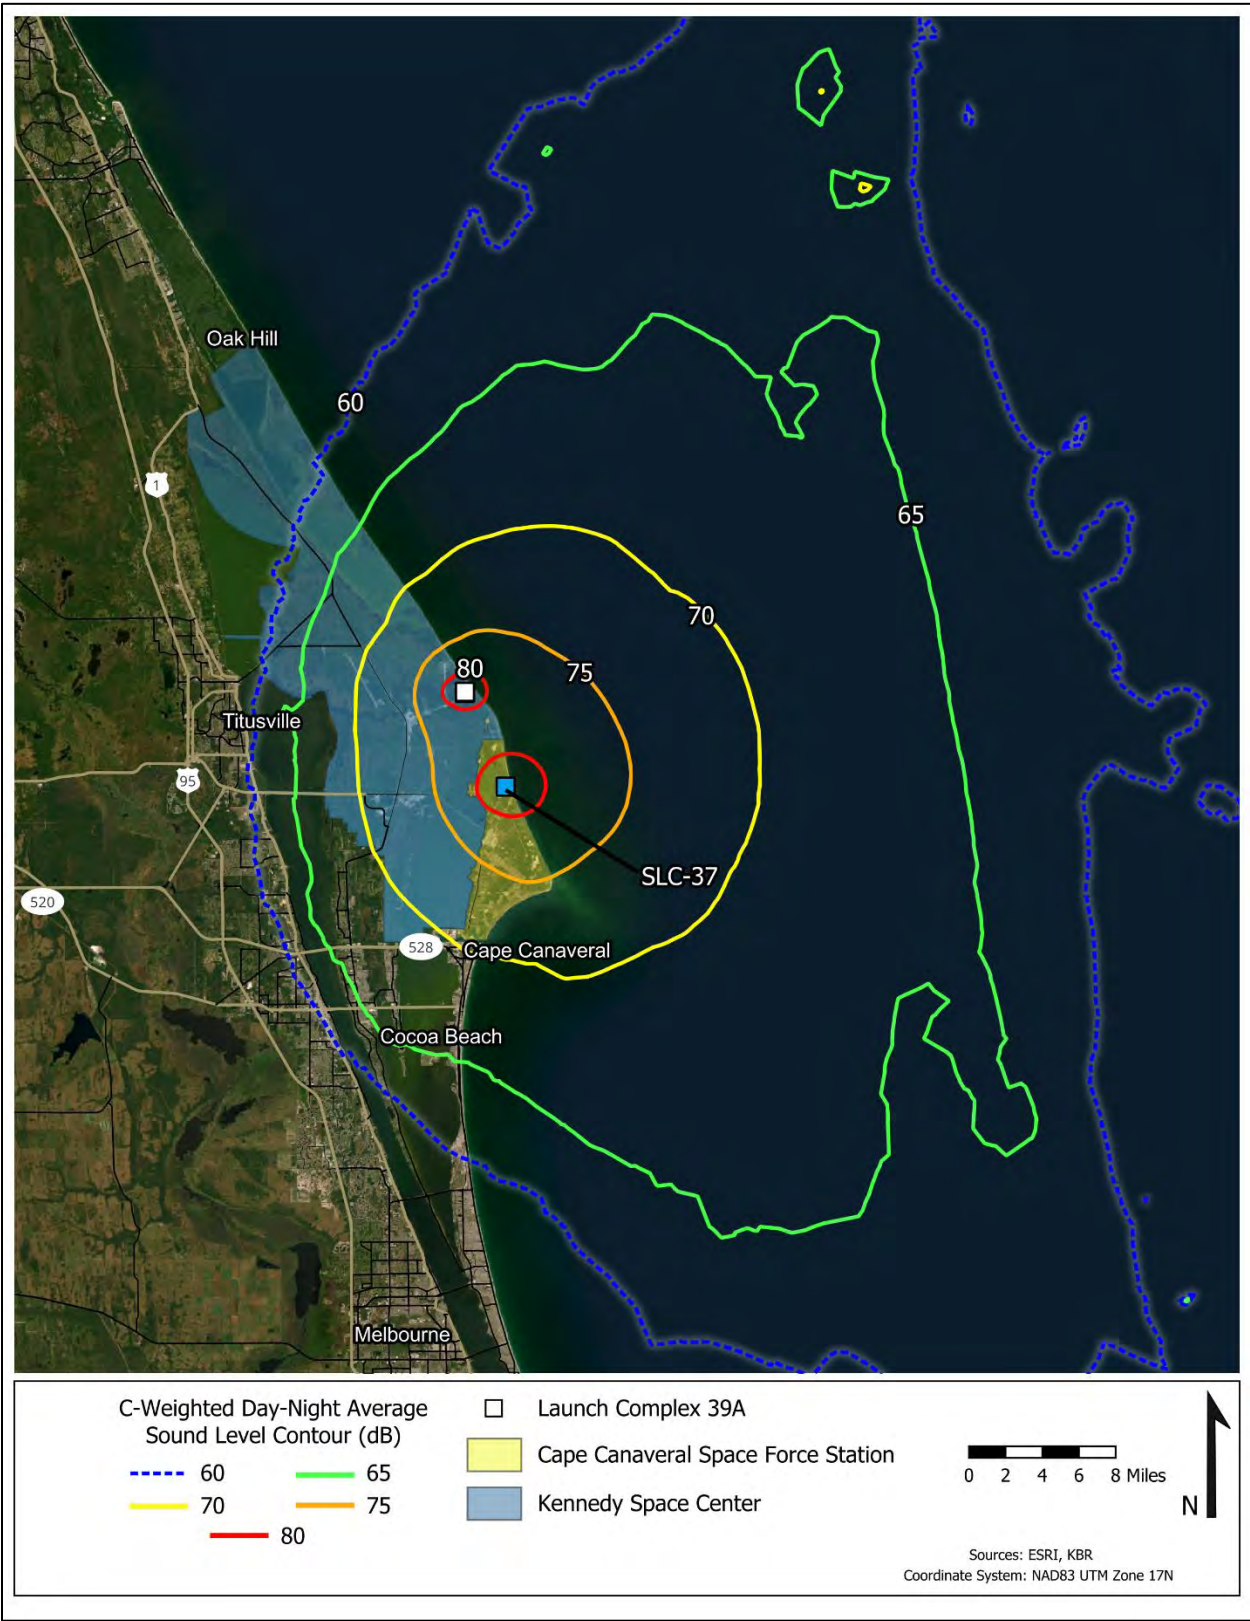 Oak Hill
60
1
65
70
80
75
Titusville
95
SLC-37
520
528
Cape Canaveral
Cocoa Beach
Melbourne
C-Weighted Day-Night Average
Sound Level Contour (dB)
60
65
70
75
80
Launch Complex 39A
Cape Canaveral Space Force Station
Kennedy Space Center
0 2 4 6 8 Miles
N
Sources: ESRI, KBR
Coordinate System: NAD83 UTM Zone 17N